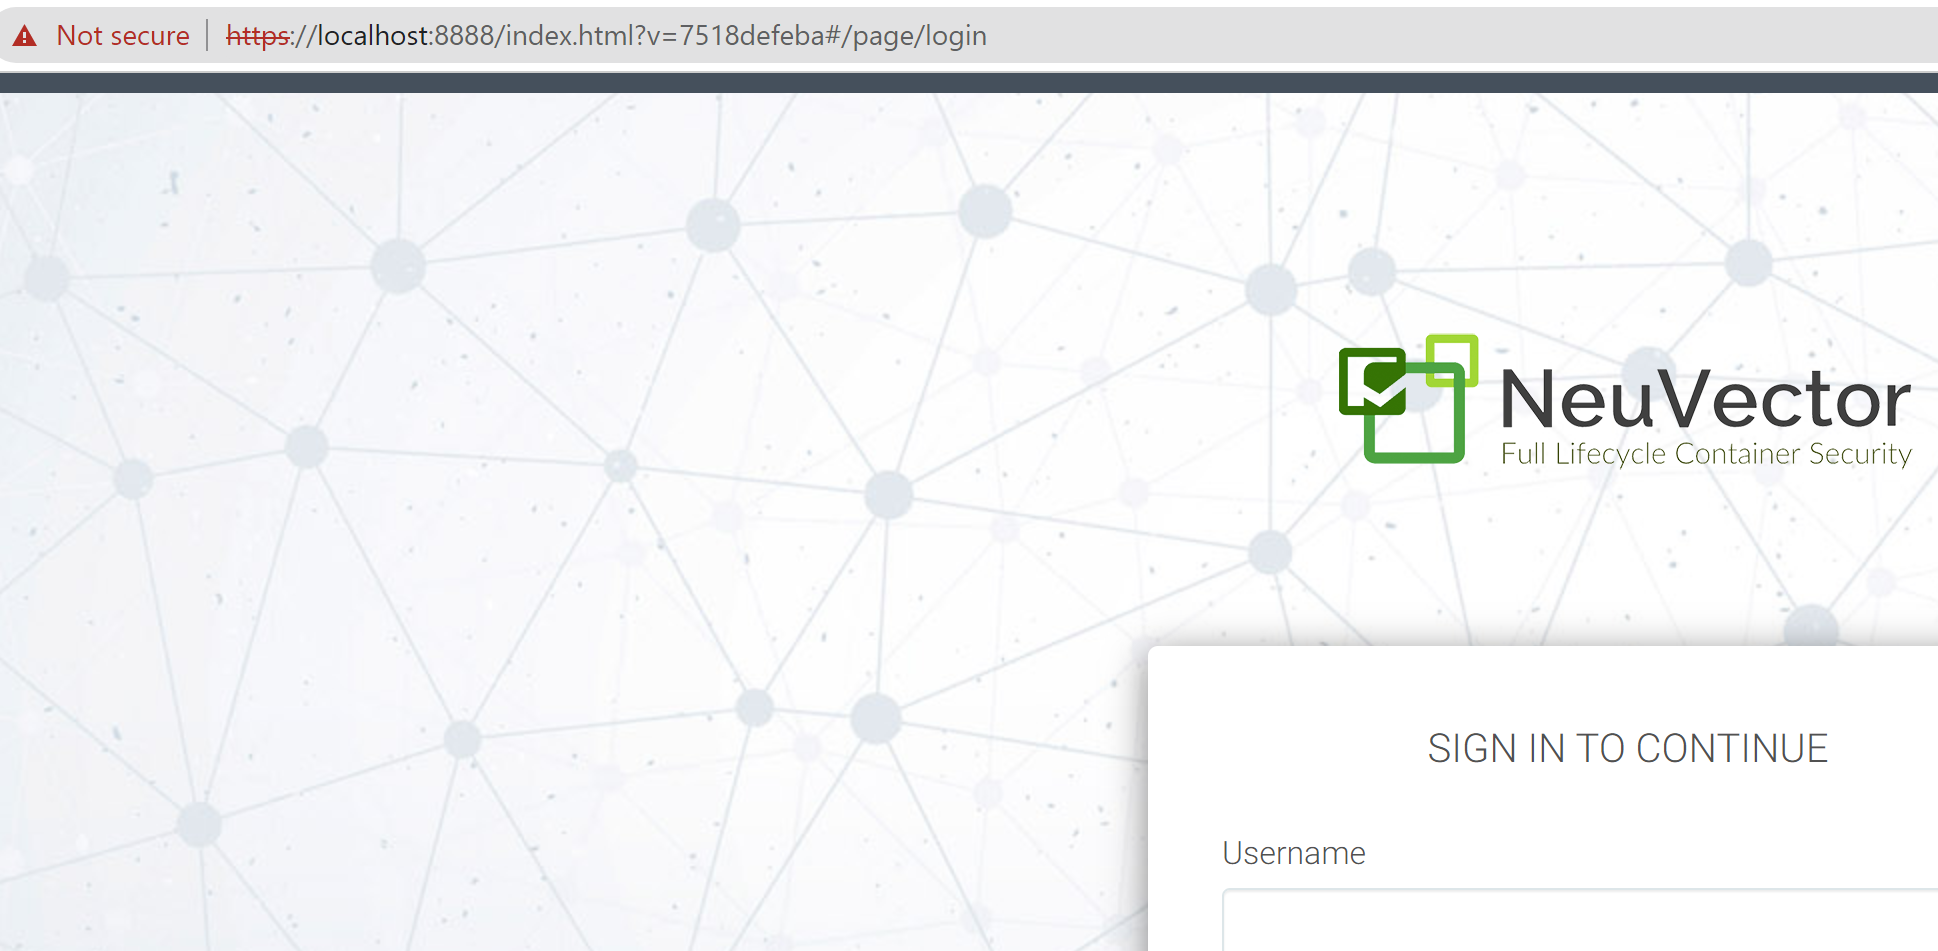 Not secure https://localhost:8888/index.html?v=7518defeba#/page/login
NeuVector
Full Lifecycle Container Security
SIGN IN TO CONTINUE
Username